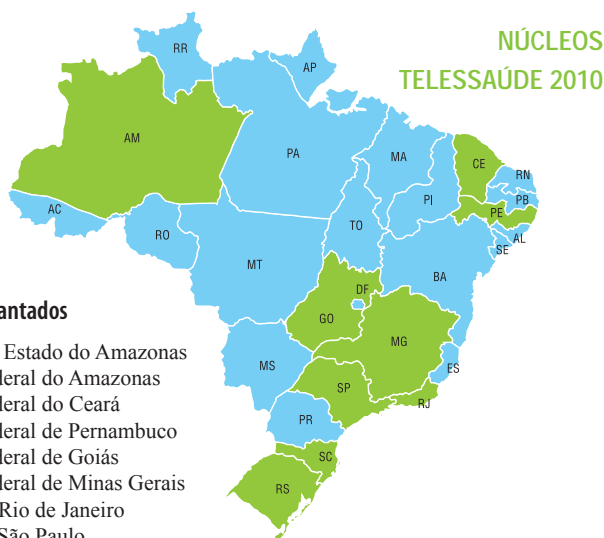 NÚCLEOS
TELESSAÚDE 2010
RR
AP
AM
PA
MA
CE
RN
PB
PI
PE
AC
AL
TO
SE
RO
BA
MT
DF
GO
MG
MS
ES
SP
RJ
PR
SC
RS
antados
Estado do Amazonas
deral do Amazonas
deral do Ceará
deral de Pernambuco
deral de Goiás
deral de Minas Gerais
Rio de Janeiro
São Paulo